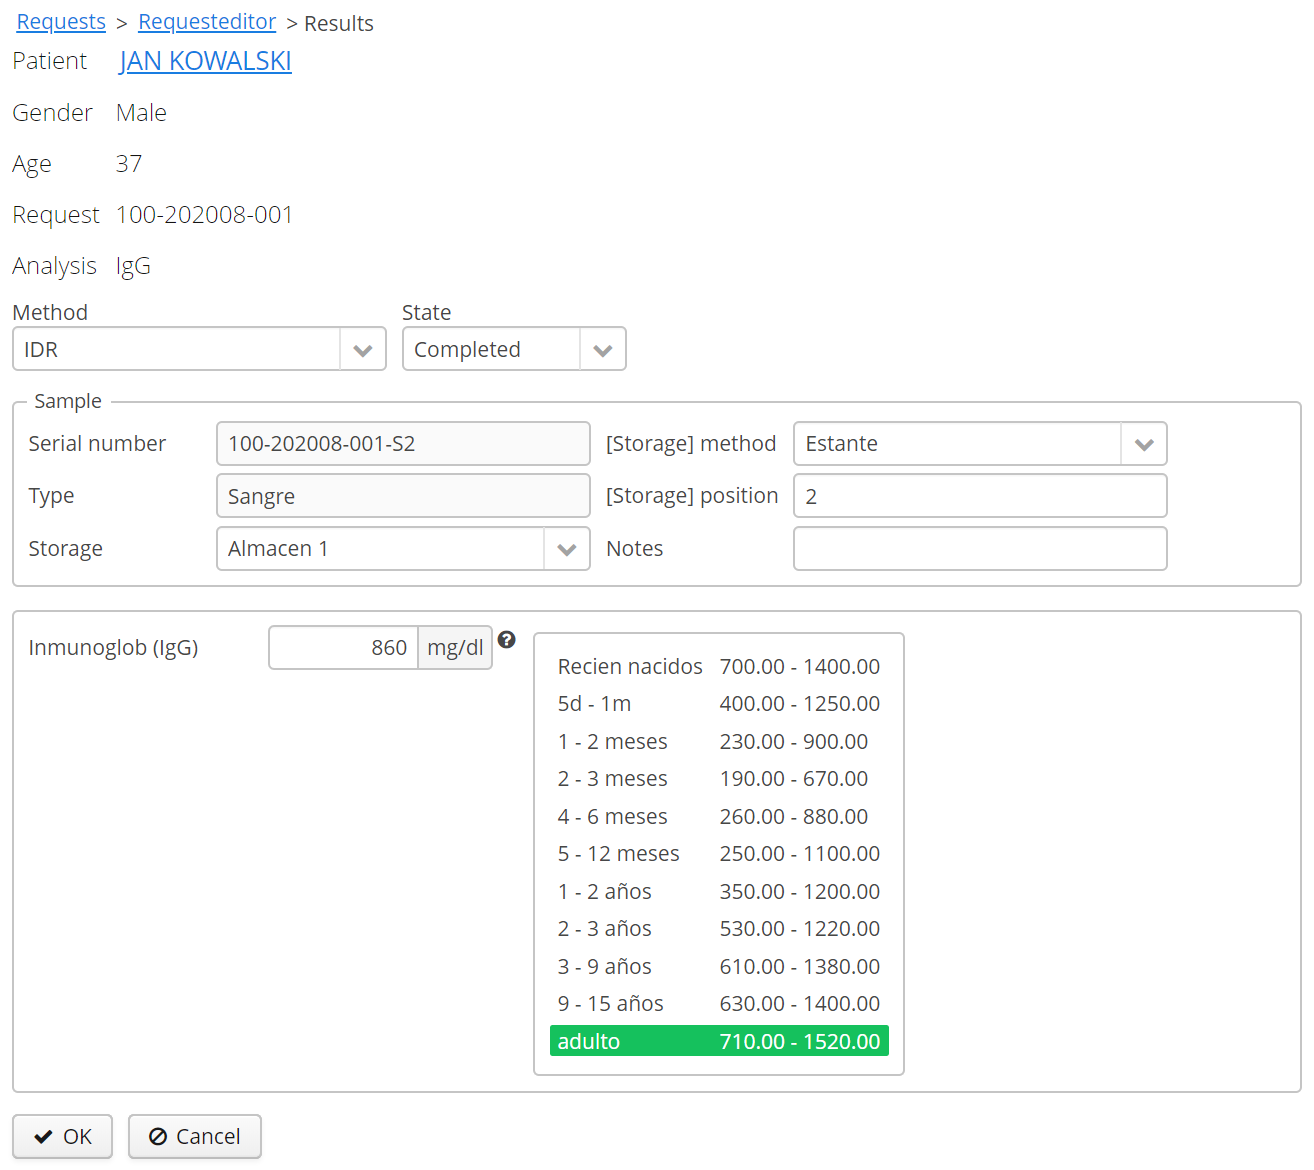 Requests > Requesteditor > Results
Patient JAN KOWALSKI
Gender Male
Age 37
Request 100-202008-001
Analysis IgG
Method State
IDR Completed
Sample
Serial number 100-202008-001-S2 [Storage] method Estante
Type Sangre [Storage] position 2
Storage Almacen 1 Notes
Inmunoglob (IgG) 860 mg/dl ?
Recien nacidos 700.00 - 1400.00
5d - 1m 400.00 - 1250.00
1 - 2 meses 230.00 - 900.00
2 - 3 meses 190.00 - 670.00
4 - 6 meses 260.00 - 880.00
5 - 12 meses 250.00 - 1100.00
1 - 2 años 350.00 - 1200.00
2 - 3 años 530.00 - 1220.00
3 - 9 años 610.00 - 1380.00
9 - 15 años 630.00 - 1400.00
adulto 710.00 - 1520.00
OK Cancel